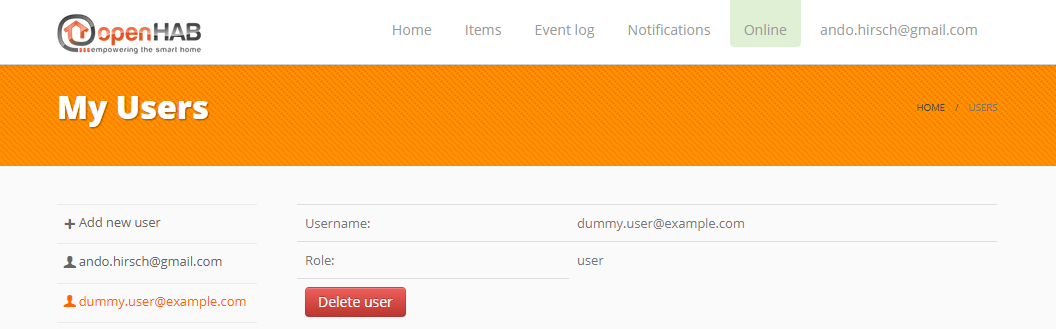 openHAB
empowering the smart home
Home Items Event log Notifications Online ando.hirsch@gmail.com
My Users
HOME / USERS
Add new user
ando.hirsch@gmail.com
dummy.user@example.com
Username: dummy.user@example.com
Role: user
Delete user